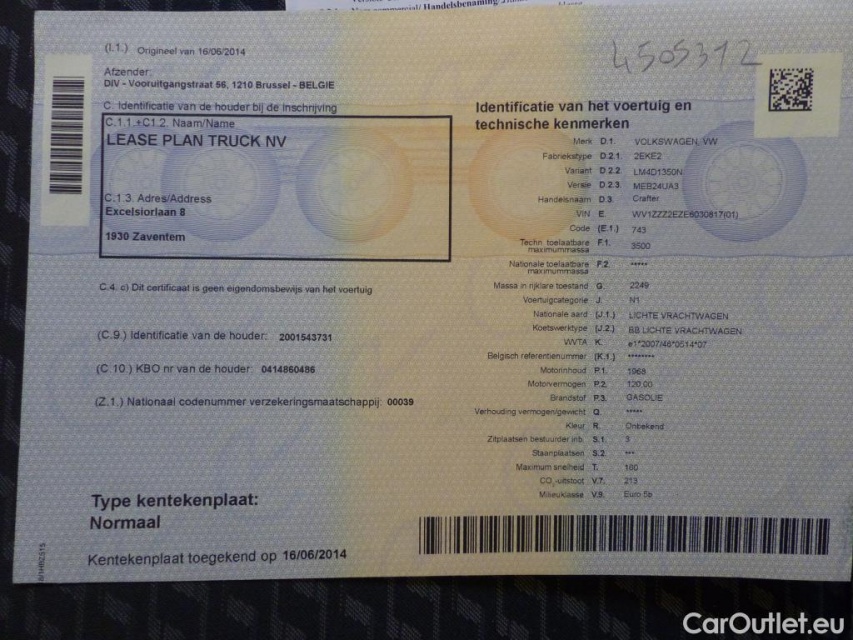 (I.1.) Origineel van 16/06/2014
4505312
Afzender:
DIV - Vooruitgangstraat 56, 1210 Brussel - BELGIE
C. Identificatie van de houder bij de inschrijving
C.1.1.+C1.2. Naam/Name
LEASE PLAN TRUCK NV
C.1.3. Adres/Address
Excelsiorlaan 8
1930 Zaventem
C.4. c) Dit certificaat is geen eigendomsbewijs van het voertuig
(C.9.) Identificatie van de houder: 2001543731
(C.10.) KBO nr van de houder: 0414860486
(Z.1.) Nationaal codenummer verzekeringsmaatschappij: 00039
Type kentekenplaat:
Normaal
Kentekenplaat toegekend op 16/06/2014
Identificatie van het voertuig en
technische kenmerken
Merk D.1. VOLKSWAGEN, VW
Fabriekstype D.2.1. 2EKE2
Variant D.2.2. LM4D1350N
Versie D.2.3. MEB24UA3
Handelsnaam D.3. Crafter
VIN E. WV1ZZZ2EZE6030817(01)
Code (E.1.) 743
Techn. toelaatbare F.1. 3500
maximummassa
Nationale toelaatbare F.2. *****
maximummassa
Massa in rijklare toestand G. 2249
Voertuigcategorie J. N1
Nationale aard (J.1.) LICHTE VRACHTWAGEN
Koetswerktype (J.2.) BB LICHTE VRACHTWAGEN
WVTA K. e1*2007/46*0514*07
Belgisch referentienummer (K.1.) ********
Motorinhoud P.1. 1968
Motorvermogen P.2. 120.00
Brandstof P.3. GASOLIE
Verhouding vermogen/gewicht Q. *****
Kleur R. Onbekend
Zitplaatsen bestuurder inb. S.1. 3
Staanplaatsen S.2. ***
Maximum snelheid T. 160
CO2-uitstoot V.7. 213
Milieuklasse V.9. Euro 5b
CarOutlet.eu